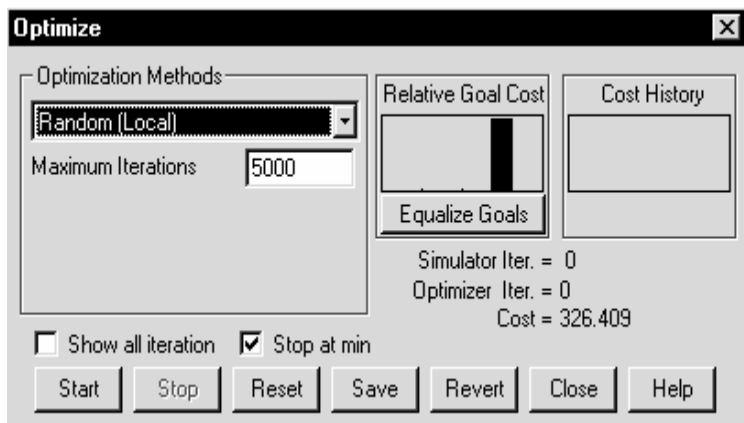 Optimize
Optimization Methods
Random (Local)
Maximum Iterations 5000
Relative Goal Cost
Equalize Goals
Cost History
Simulator Iter. = 0
Optimizer Iter. = 0
Cost = 326.409
Show all iteration Stop at min
Start Stop Reset Save Revert Close Help